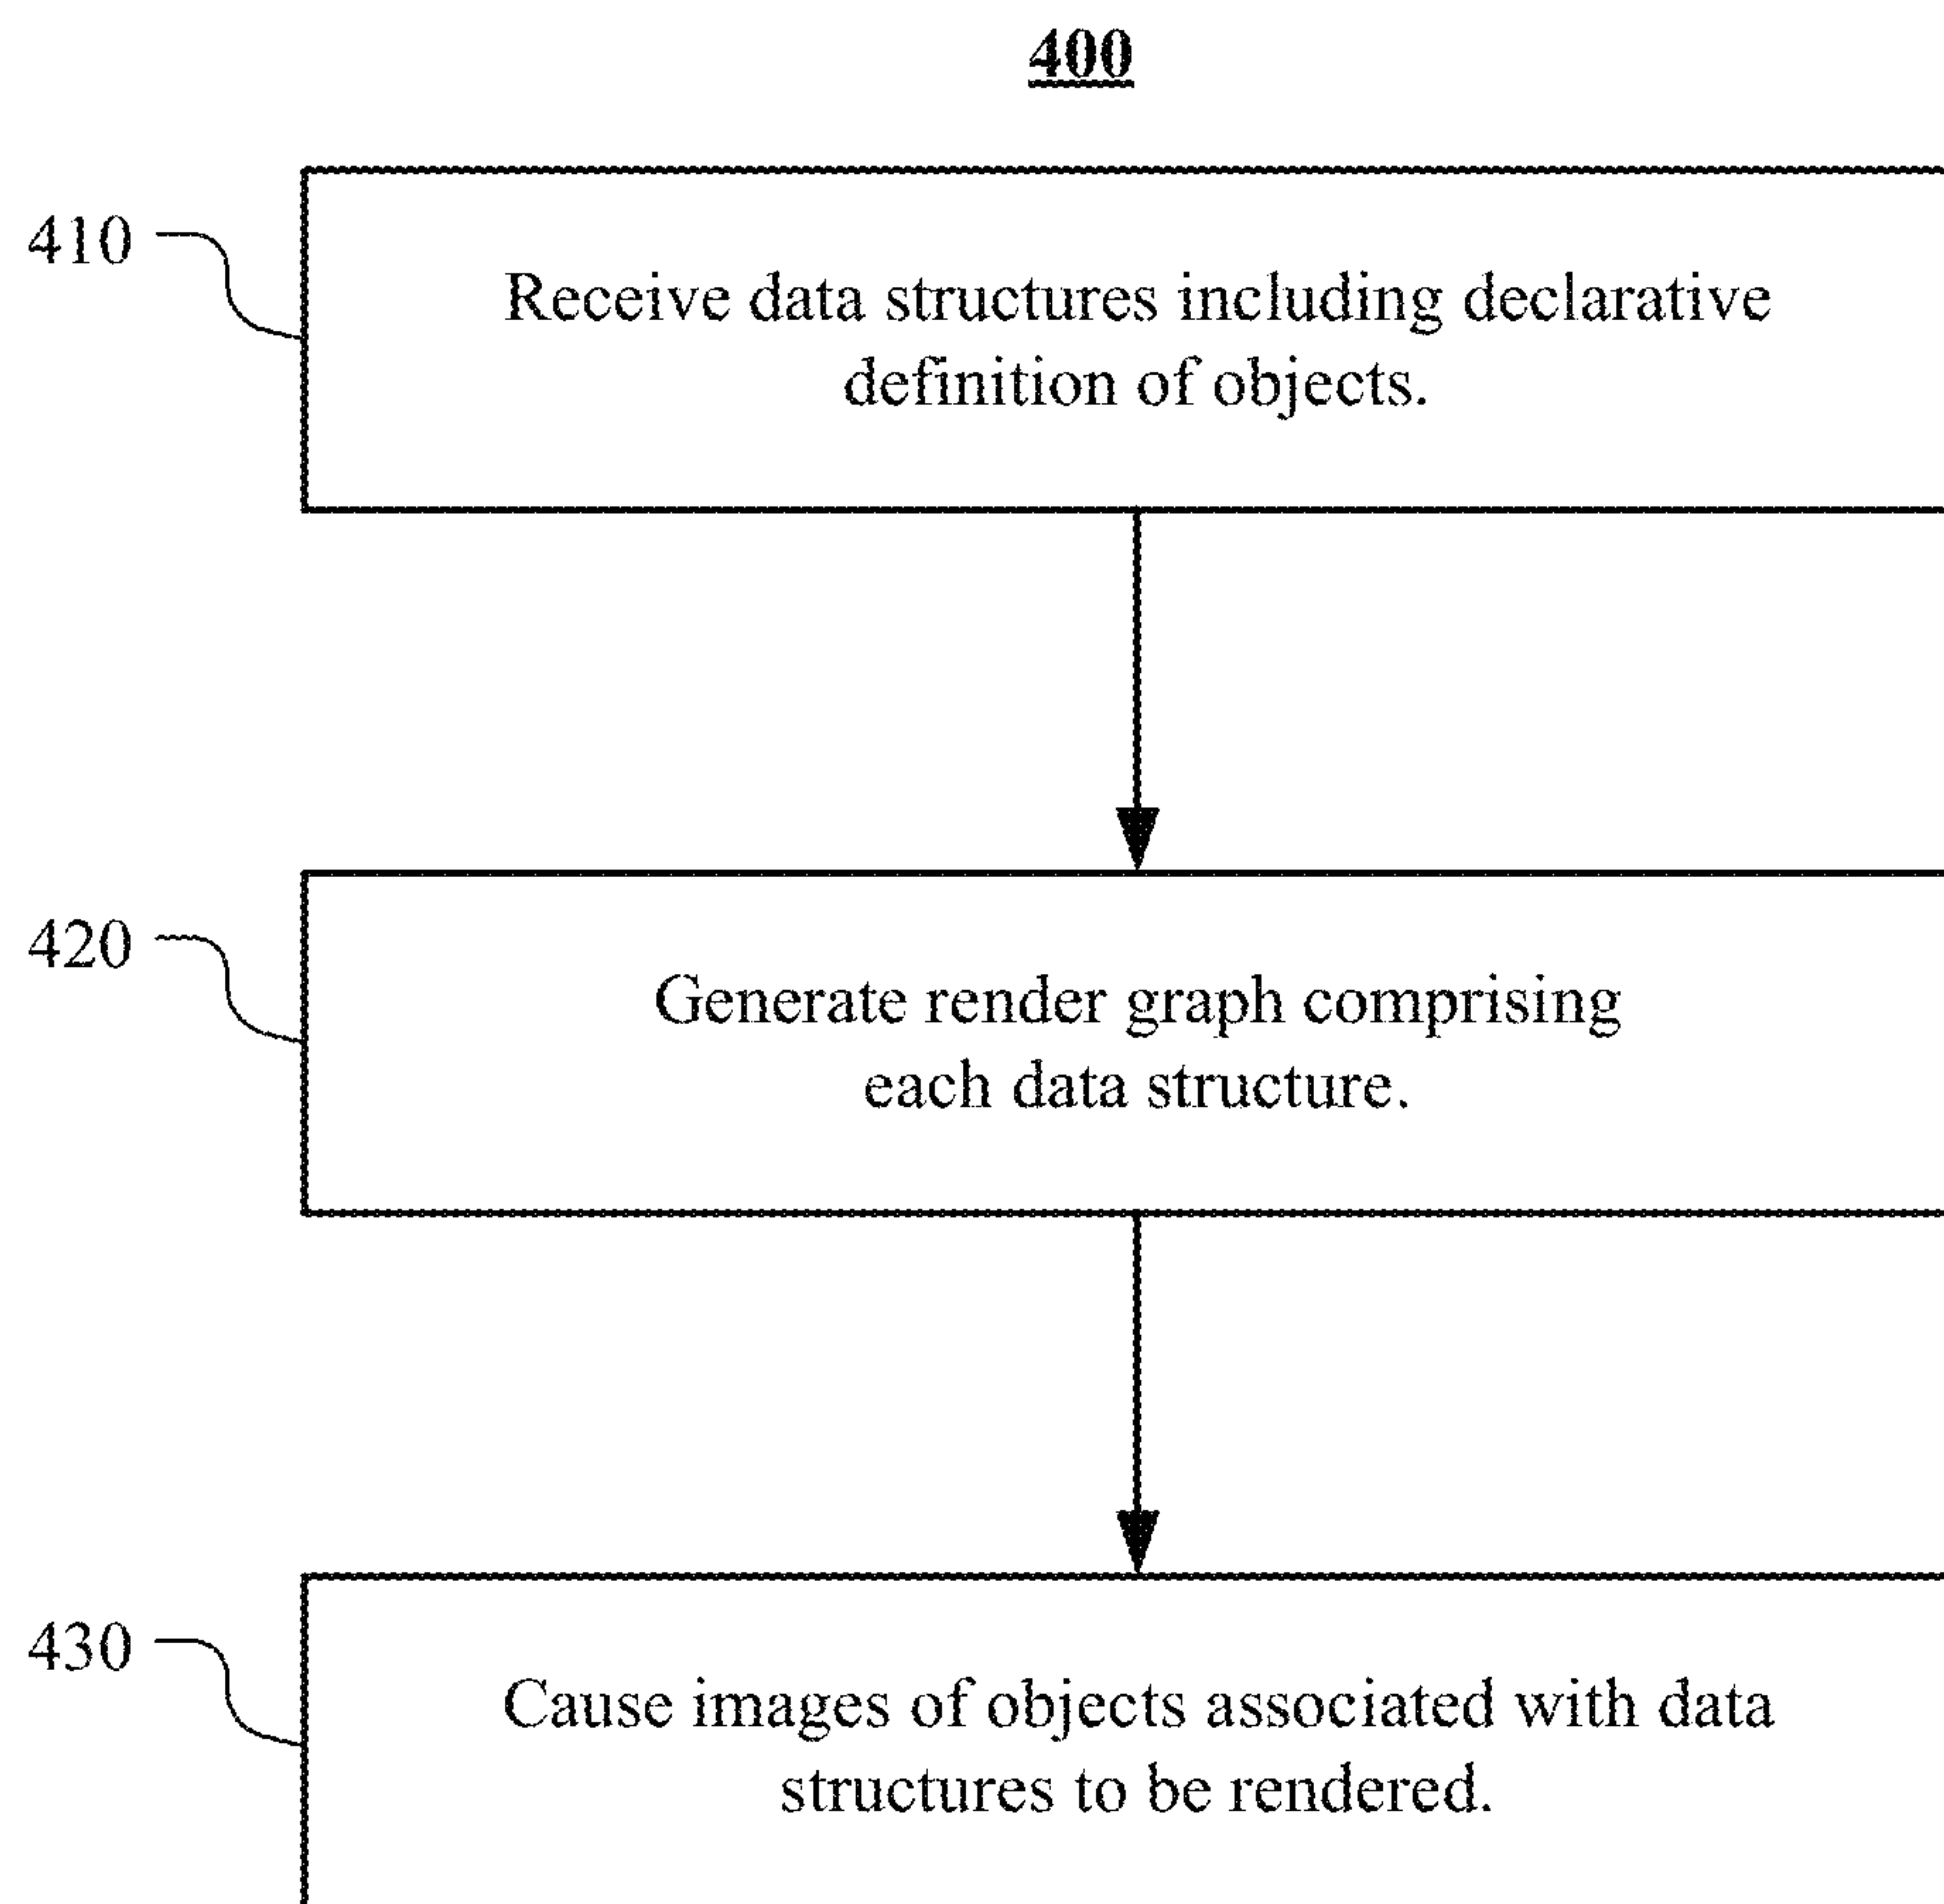 400
410
Receive data structures including declarative
definition of objects.
420
Generate render graph comprising
each data structure.
430
Cause images of objects associated with data
structures to be rendered.